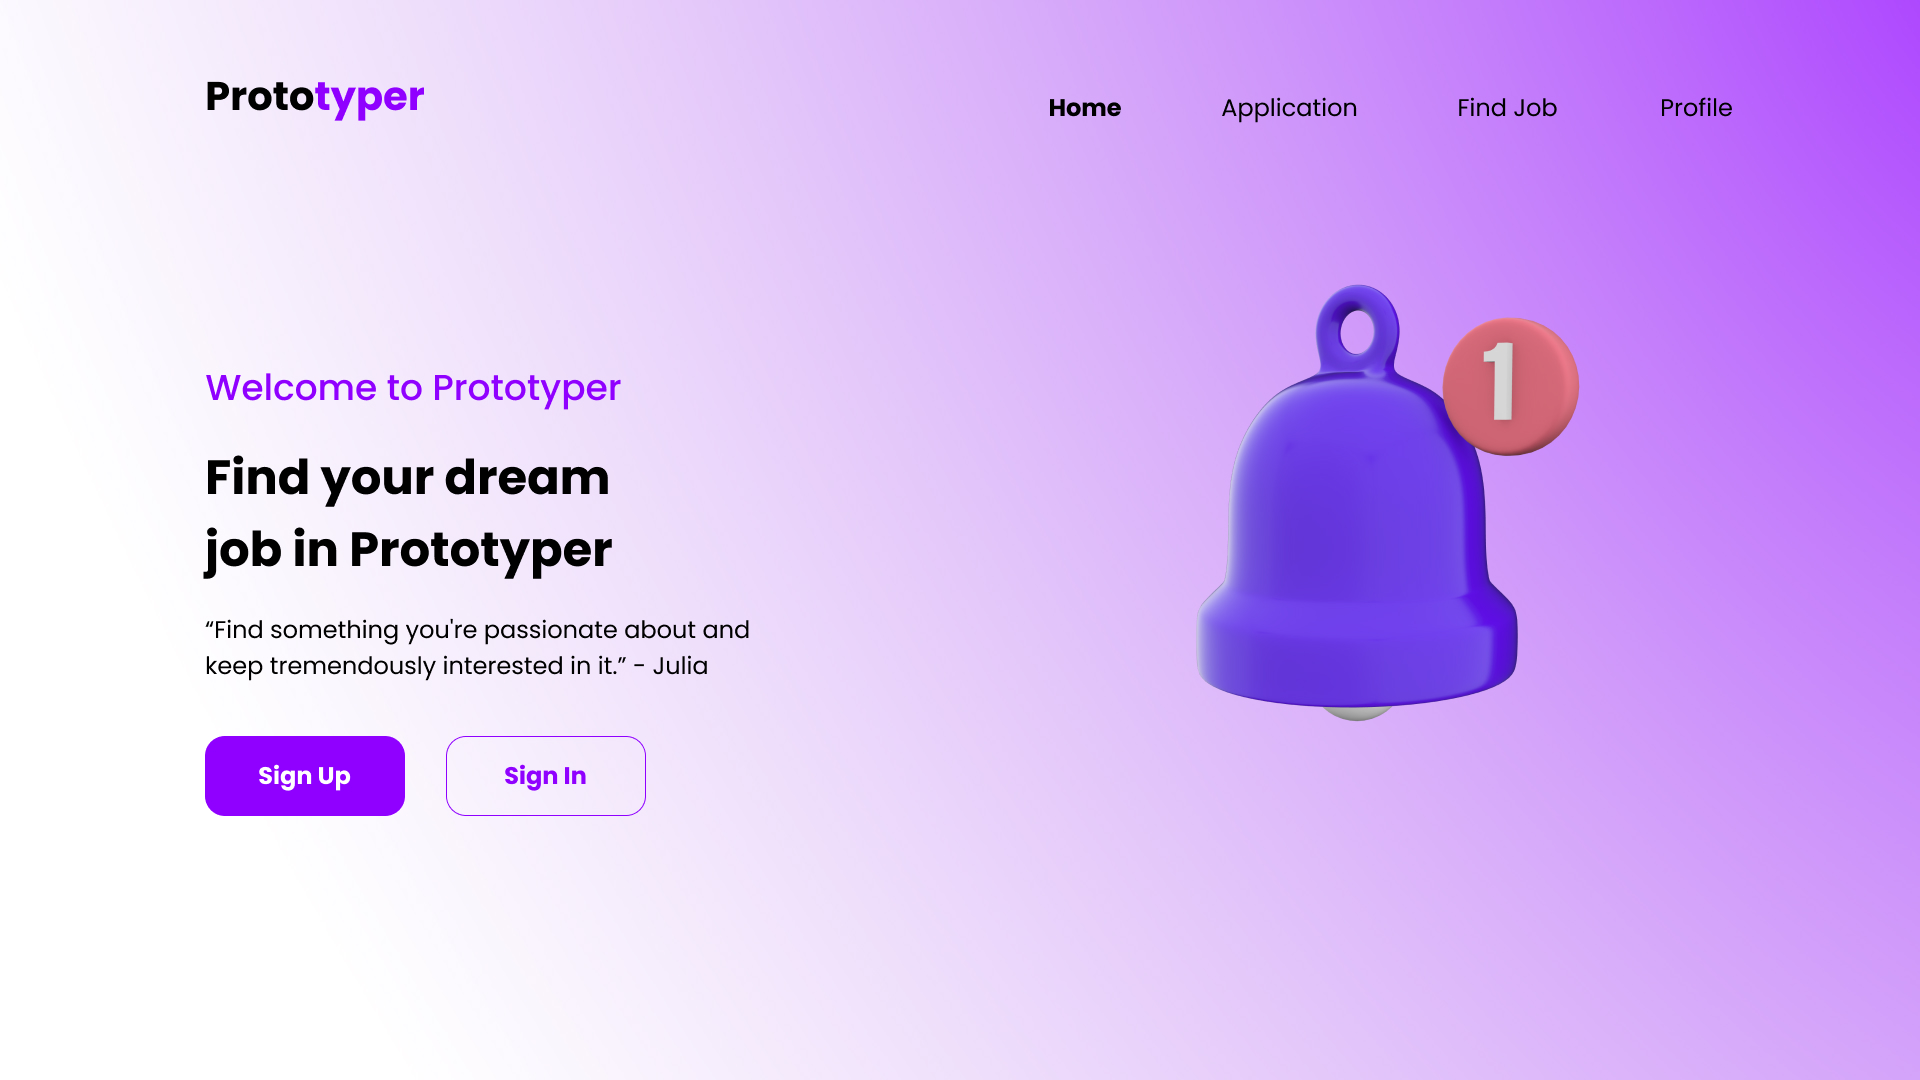 Prototyper
Home Application Find Job Profile
1
Welcome to Prototyper
Find your dream
job in Prototyper
“Find something you're passionate about and
keep tremendously interested in it.” - Julia
Sign Up Sign In